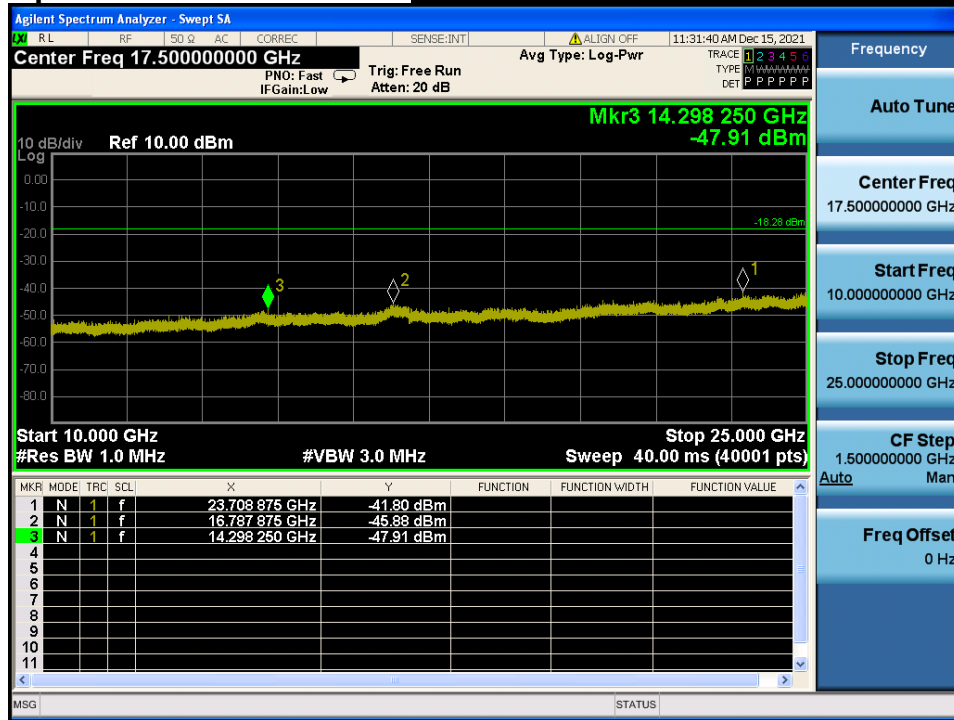 Agilent Spectrum Analyzer - Swept SA
LXI RL RF 50 Ω AC CORREC SENSE:INT ALIGN OFF 11:31:40 AM Dec 15, 2021
Center Freq 17.500000000 GHz
PNO: Fast
IFGain:Low
Trig: Free Run
Atten: 20 dB
Avg Type: Log-Pwr
TRACE 1 2 3 4 5 6
TYPE M
DET P P P P P P
Mkr3 14.298 250 GHz
-47.91 dBm
10 dB/div Ref 10.00 dBm
Log
0.00
-10.0
-18.28 dBm
-20.0
-30.0
-40.0
-50.0
-60.0
-70.0
-80.0
3
2
1
Start 10.000 GHz Stop 25.000 GHz
#Res BW 1.0 MHz #VBW 3.0 MHz Sweep 40.00 ms (40001 pts)
MKR MODE TRC SCL X Y FUNCTION FUNCTION WIDTH FUNCTION VALUE
1 N 1 f 23.708 875 GHz -41.80 dBm
2 N 1 f 16.787 875 GHz -45.88 dBm
3 N 1 f 14.298 250 GHz -47.91 dBm
4
5
6
7
8
9
10
11
MSG STATUS
Frequency
Auto Tune
Center Freq
17.500000000 GHz
Start Freq
10.000000000 GHz
Stop Freq
25.000000000 GHz
CF Step
1.500000000 GHz
Auto Man
Freq Offset
0 Hz